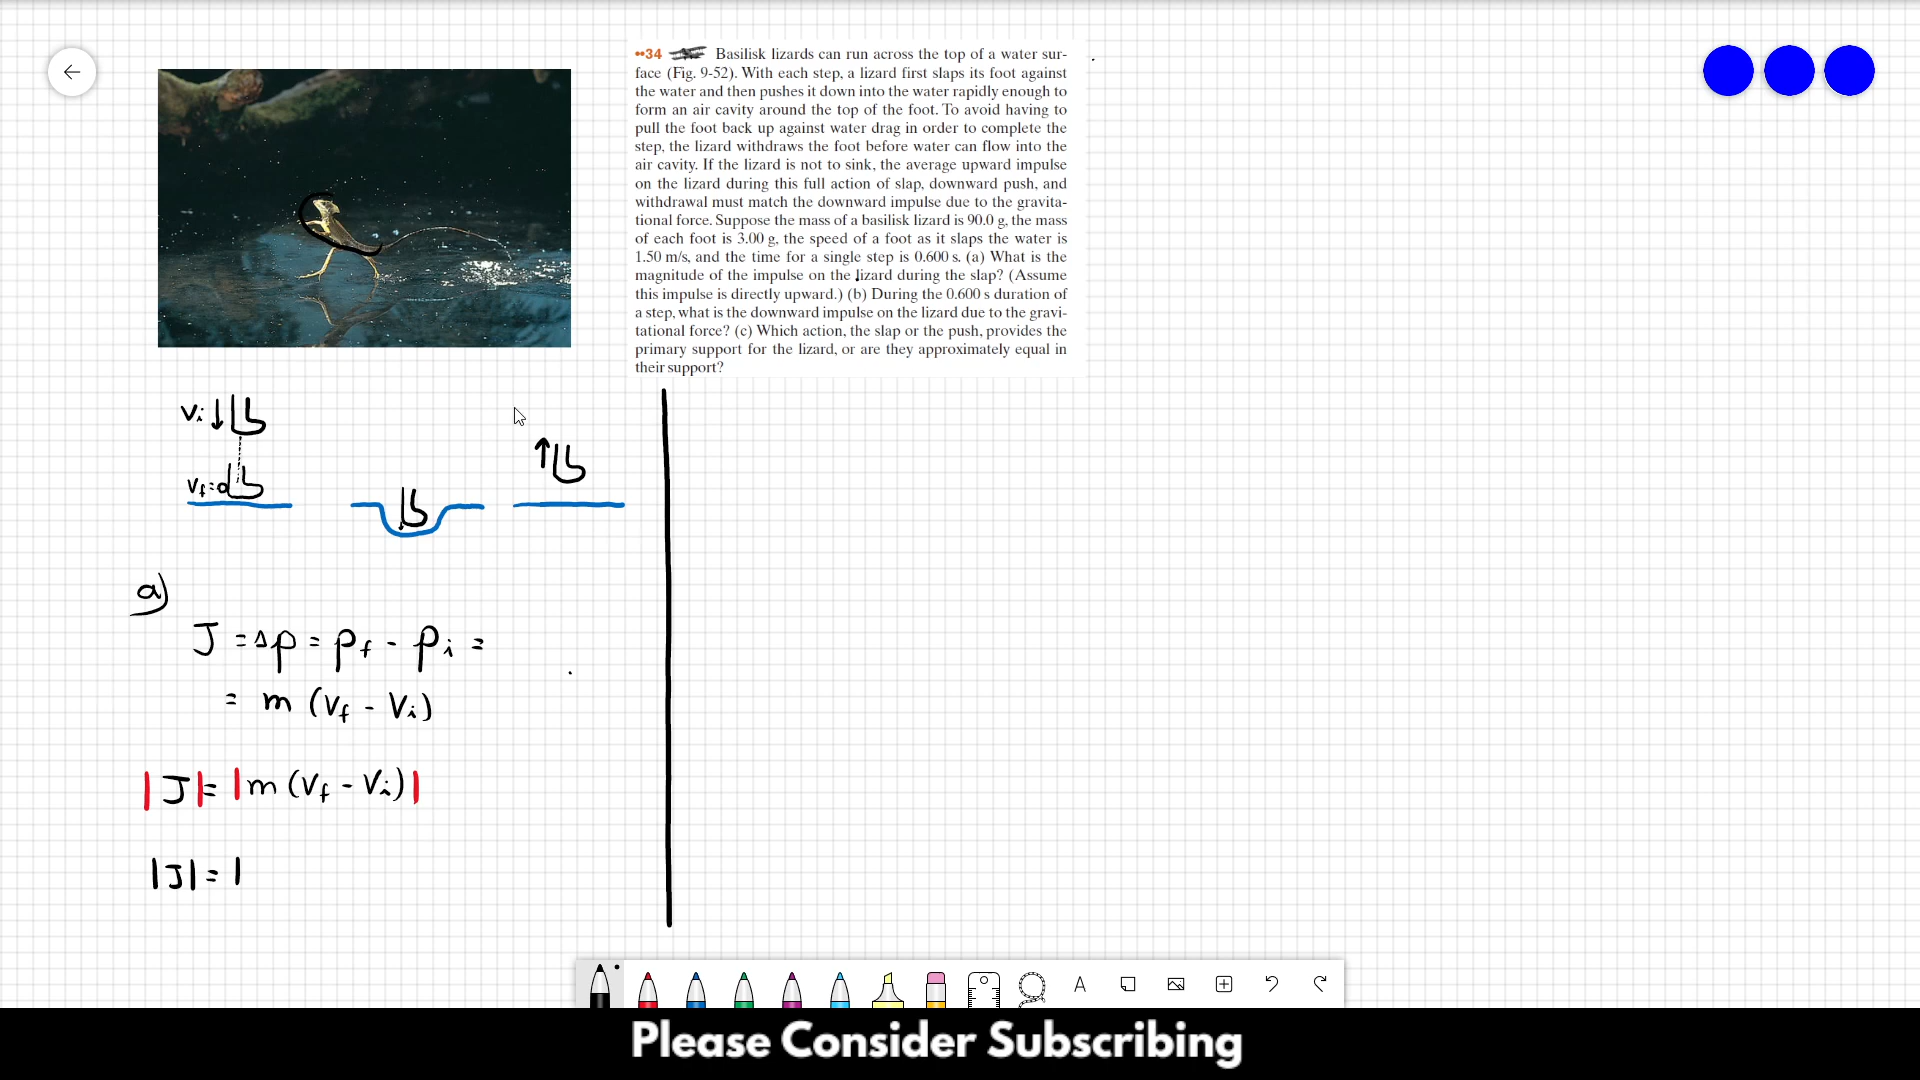 ••34 Basilisk lizards can run across the top of a water sur-
face (Fig. 9-52). With each step, a lizard first slaps its foot against
the water and then pushes it down into the water rapidly enough to
form an air cavity around the top of the foot. To avoid having to
pull the foot back up against water drag in order to complete the
step, the lizard withdraws the foot before water can flow into the
air cavity. If the lizard is not to sink, the average upward impulse
on the lizard during this full action of slap, downward push, and
withdrawal must match the downward impulse due to the gravita-
tional force. Suppose the mass of a basilisk lizard is 90.0 g, the mass
of each foot is 3.00 g, the speed of a foot as it slaps the water is
1.50 m/s, and the time for a single step is 0.600 s. (a) What is the
magnitude of the impulse on the lizard during the slap? (Assume
this impulse is directly upward.) (b) During the 0.600 s duration of
a step, what is the downward impulse on the lizard due to the gravi-
tational force? (c) Which action, the slap or the push, provides the
primary support for the lizard, or are they approximately equal in
their support?
Vi ↓
Vf=0
↑
a)
J = Δp = pf - pi =
= m (Vf - Vi)
|J| = |m (Vf - Vi)|
|J| = |
A
Please Consider Subscribing